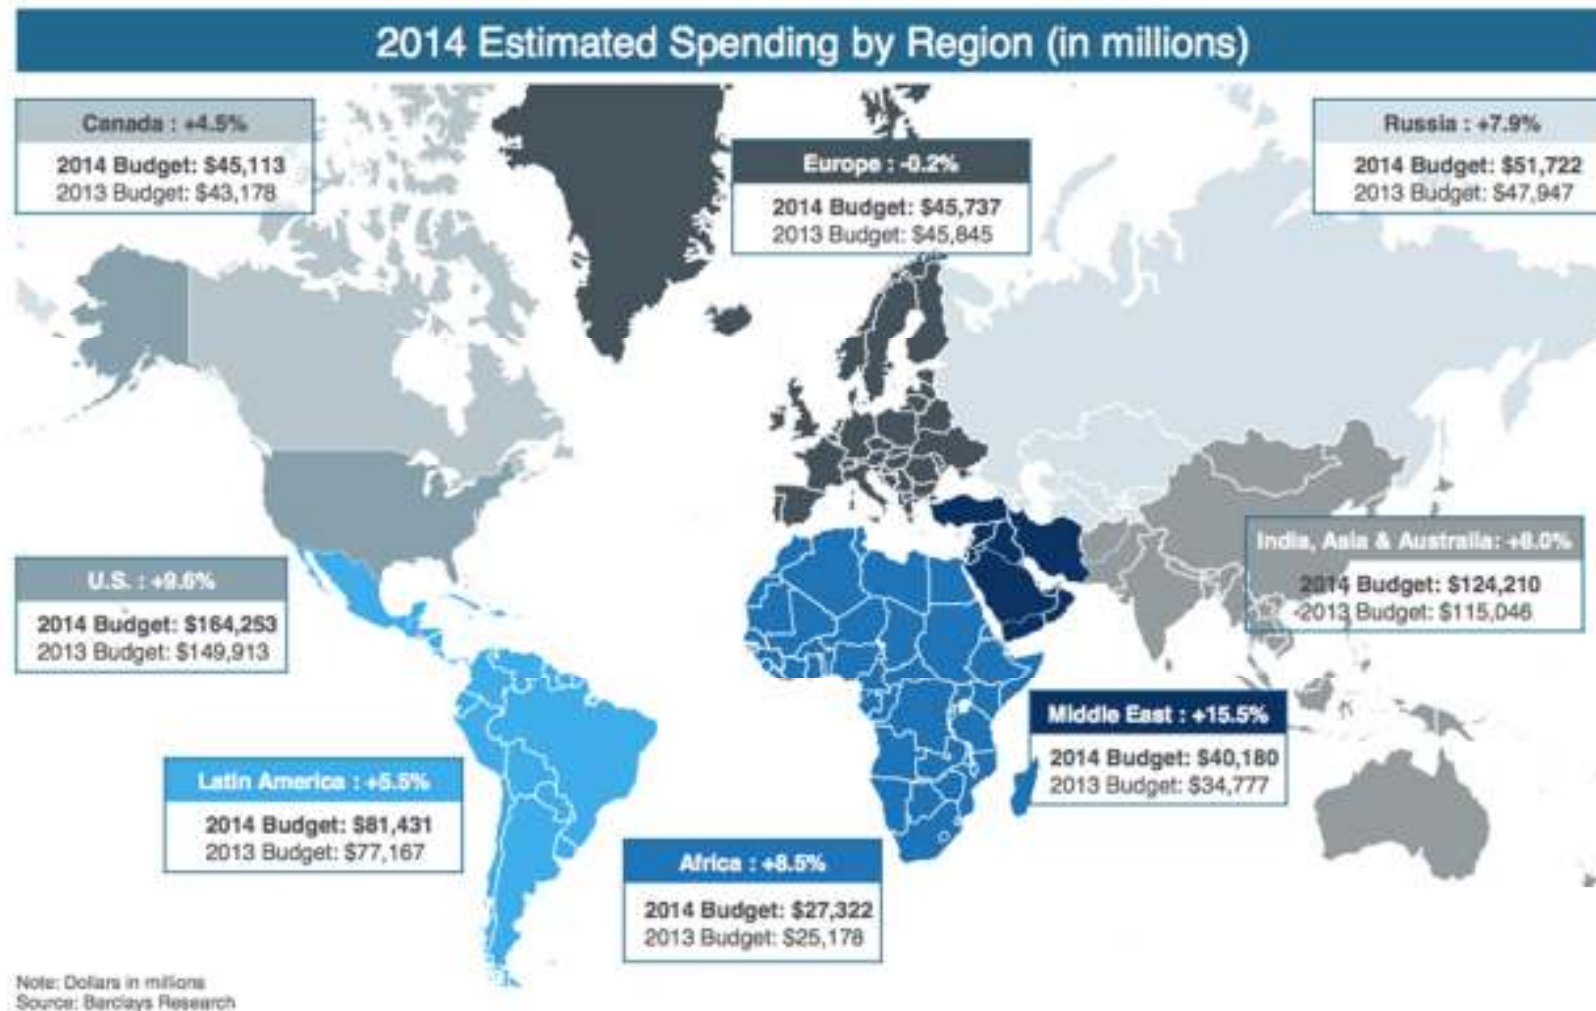 2014 Estimated Spending by Region (in millions)
Canada : +4.5%
2014 Budget: $45,113
2013 Budget: $43,178
Europe : -0.2%
2014 Budget: $45,737
2013 Budget: $45,845
Russia : +7.9%
2014 Budget: $51,722
2013 Budget: $47,947
U.S. : +9.6%
2014 Budget: $164,253
2013 Budget: $149,913
India, Asia & Australia: +8.0%
2014 Budget: $124,210
2013 Budget: $115,046
Middle East : +15.5%
2014 Budget: $40,180
2013 Budget: $34,777
Latin America : +5.5%
2014 Budget: $81,431
2013 Budget: $77,167
Africa : +8.5%
2014 Budget: $27,322
2013 Budget: $25,178
Note: Dollars in millions
Source: Barclays Research